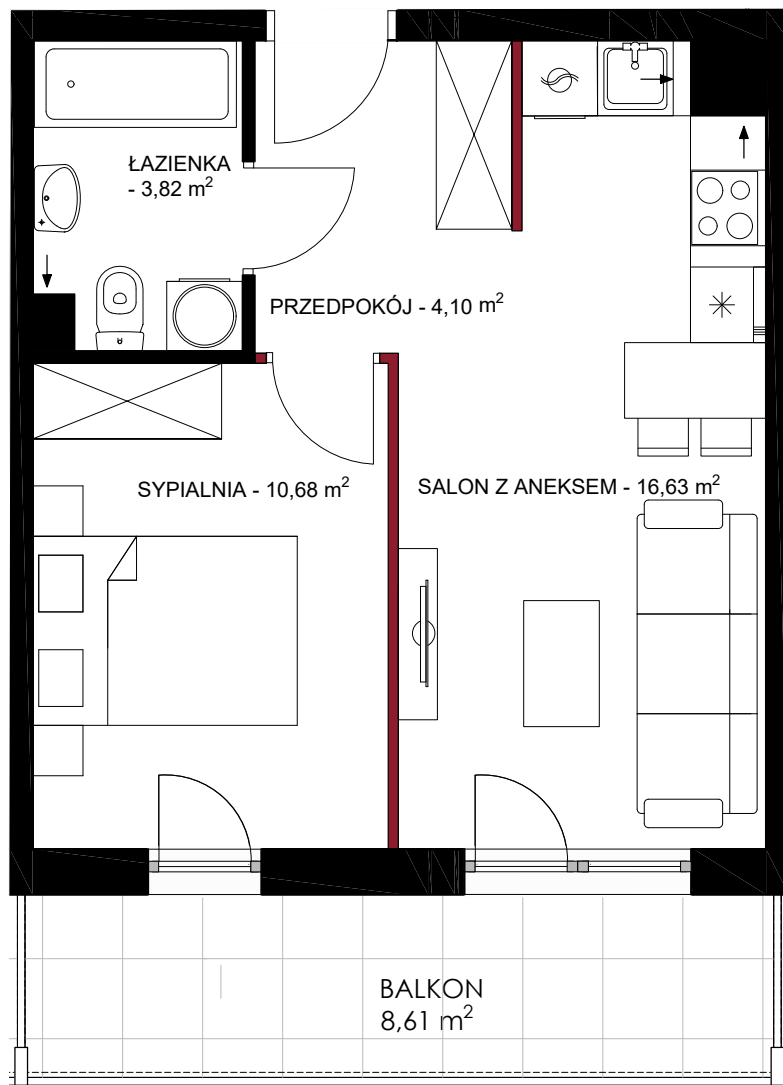 ŁAZIENKA
- 3,82 m²
PRZEDPOKÓJ - 4,10 m²
SYPIALNIA - 10,68 m²
SALON Z ANEKSEM - 16,63 m²
BALKON
8,61 m²